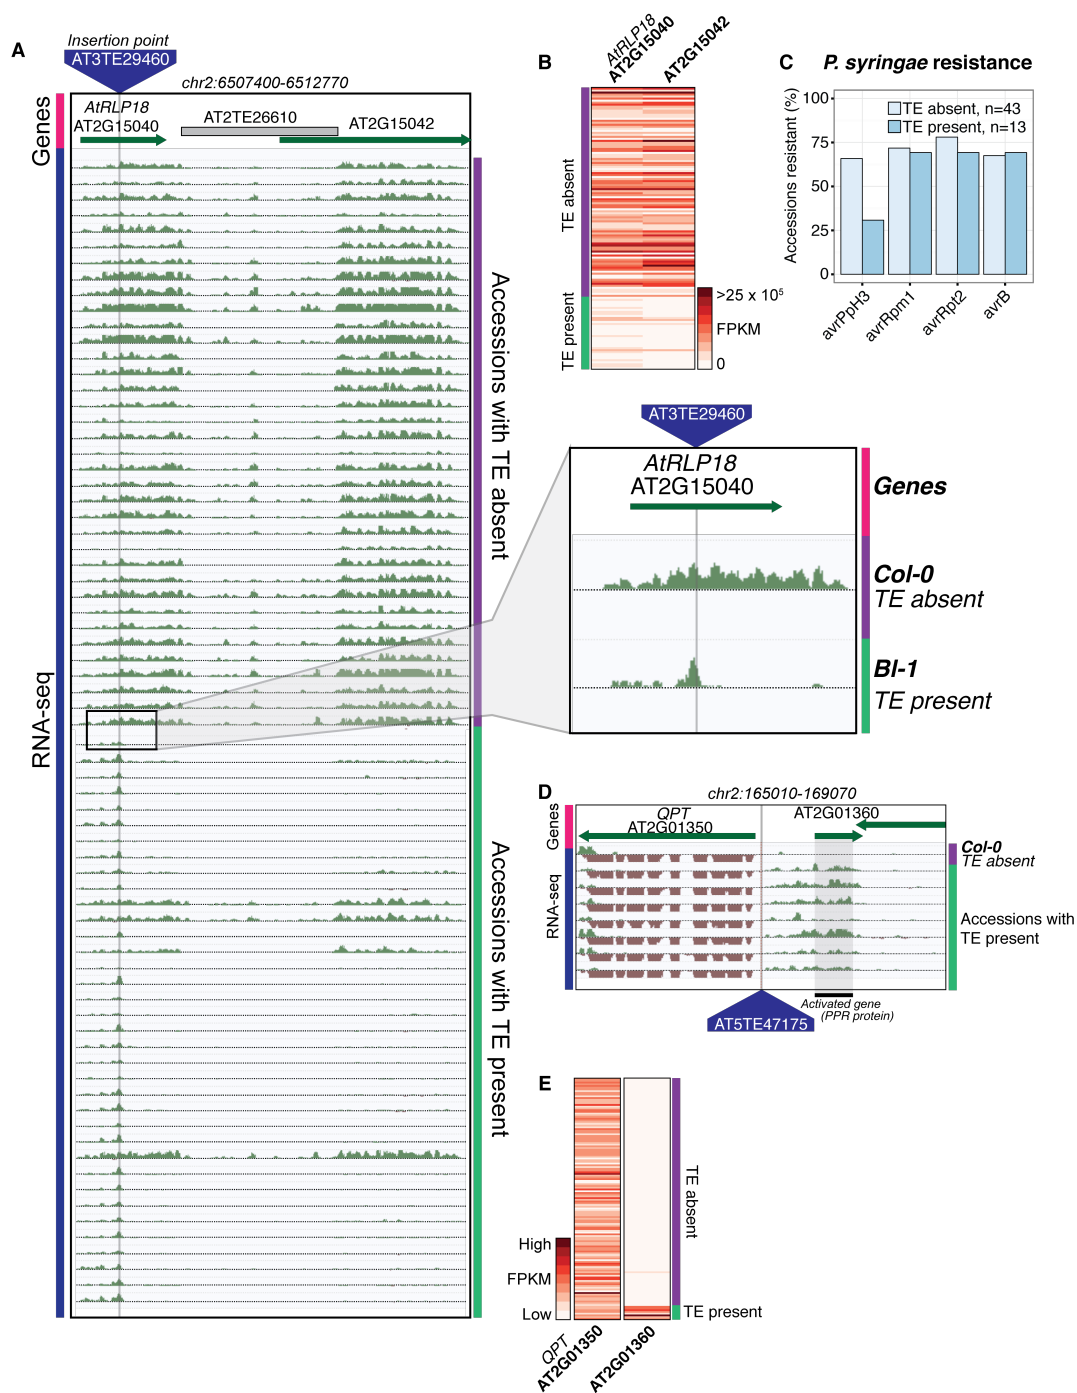 A
Insertion point
AT3TE29460
chr2:6507400-6512770
Genes
AtRLP18
AT2G15040
AT2TE26610
AT2G15042
RNA-seq
Accessions with TE absent
Accessions with TE present
B
AtRLP18
AT2G15040
AT2G15042
TE absent
TE present
>25 x 10⁵
FPKM
0
C
P. syringae resistance
Accessions resistant (%)
100
75
50
25
0
TE absent, n=43
TE present, n=13
avrPpH3
avrRpm1
avrRpt2
avrB
AT3TE29460
AtRLP18
AT2G15040
Genes
Col-0
TE absent
Bl-1
TE present
D
chr2:165010-169070
Genes
QPT
AT2G01350
AT2G01360
RNA-seq
Col-0
TE absent
Accessions with
TE present
Activated gene
(PPR protein)
AT5TE47175
E
TE absent
TE present
High
FPKM
Low
QPT
AT2G01350
AT2G01360